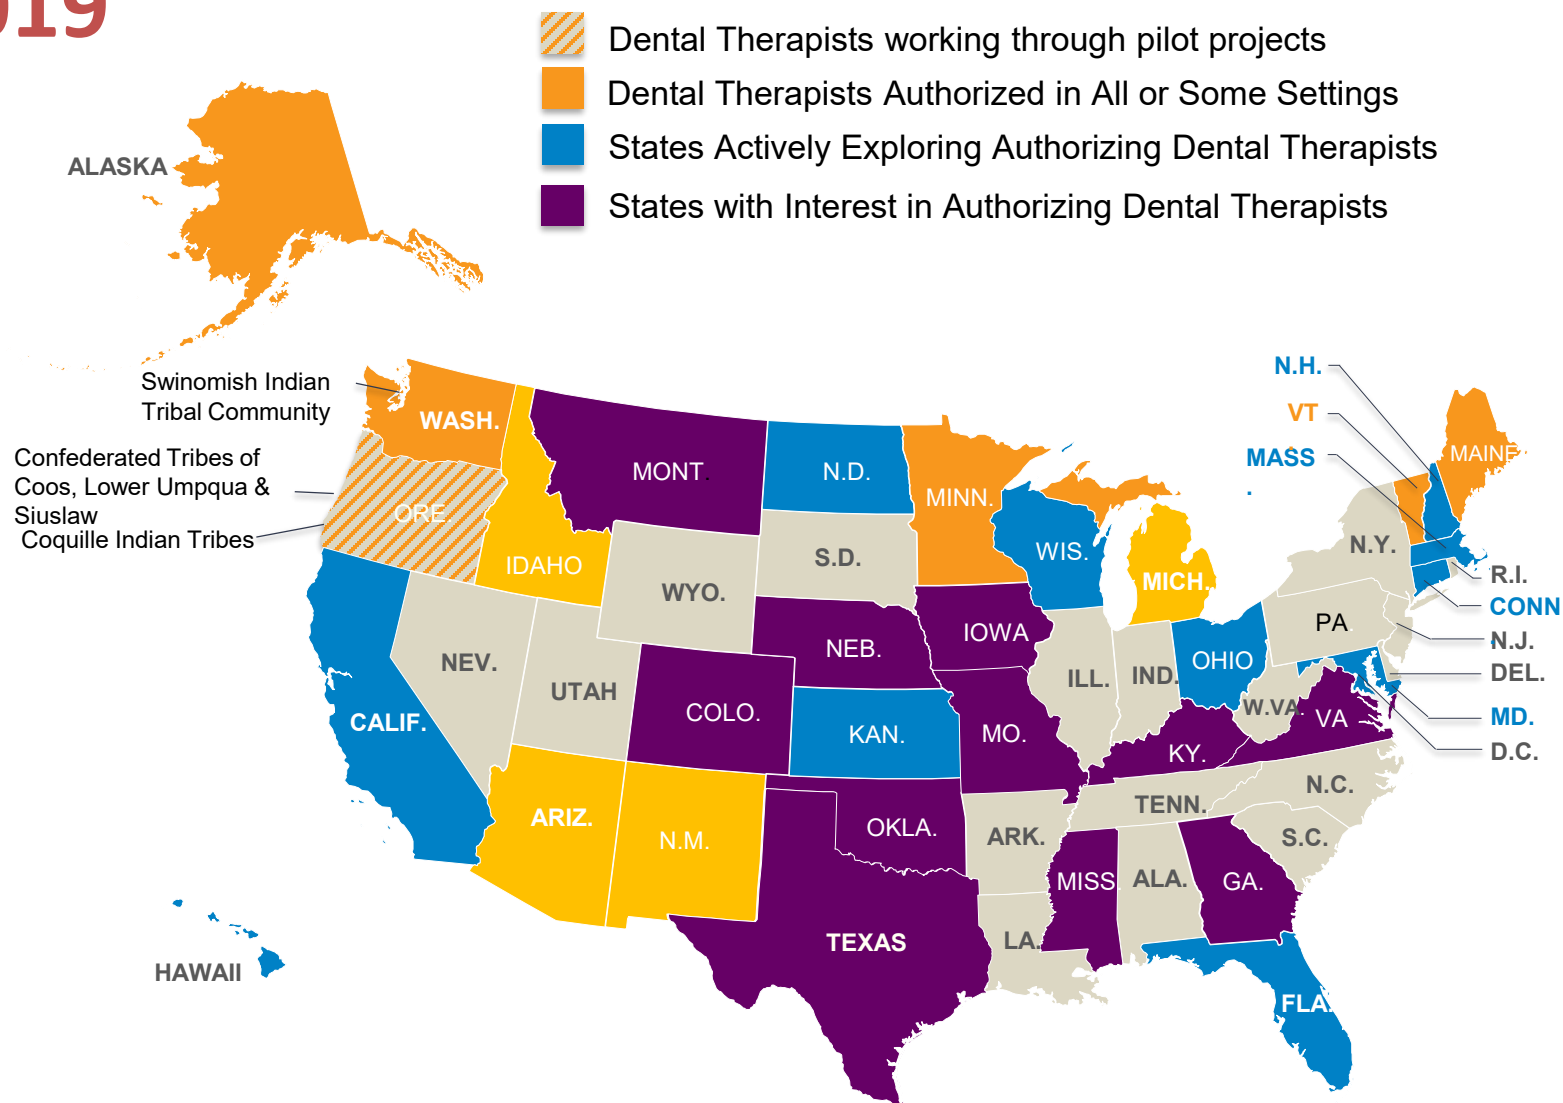 019
Dental Therapists working through pilot projects
Dental Therapists Authorized in All or Some Settings
States Actively Exploring Authorizing Dental Therapists
States with Interest in Authorizing Dental Therapists
ALASKA
Swinomish Indian
Tribal Community
Confederated Tribes of
Coos, Lower Umpqua &
Siuslaw
Coquille Indian Tribes
WASH.
ORE.
IDAHO
MONT.
N.D.
MINN.
S.D.
WYO.
WIS.
MICH.
N.H.
VT
MASS
.
MAINE
N.Y.
R.I.
CONN
N.J.
DEL.
MD.
D.C.
PA.
NEV.
UTAH
CALIF.
COLO.
NEB.
IOWA
ILL.
IND.
OHIO
W.VA.
VA
KAN.
MO.
KY.
ARIZ.
N.M.
OKLA.
ARK.
TENN.
N.C.
S.C.
TEXAS
LA.
MISS.
ALA.
GA.
FLA.
HAWAII